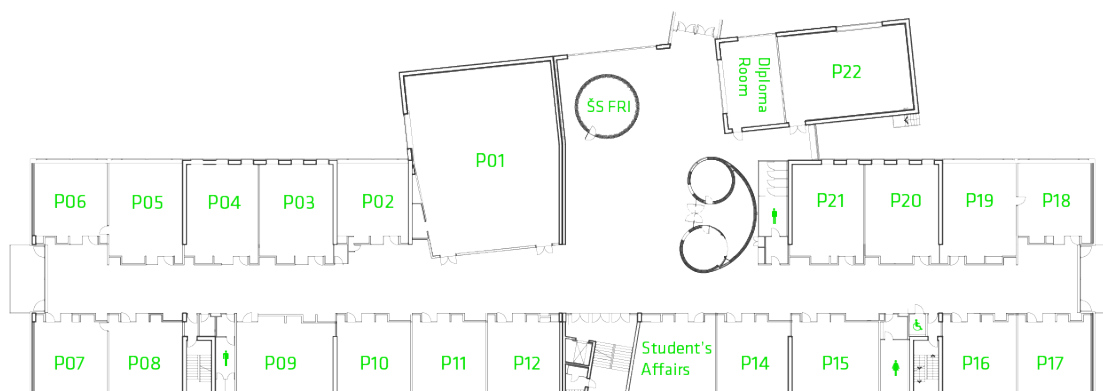 P22
Diploma
Room
ŠS FRI
P01
P06
P05
P04
P03
P02
P21
P20
P19
P18
P07
P08
P09
P10
P11
P12
Student's
Affairs
P14
P15
P16
P17